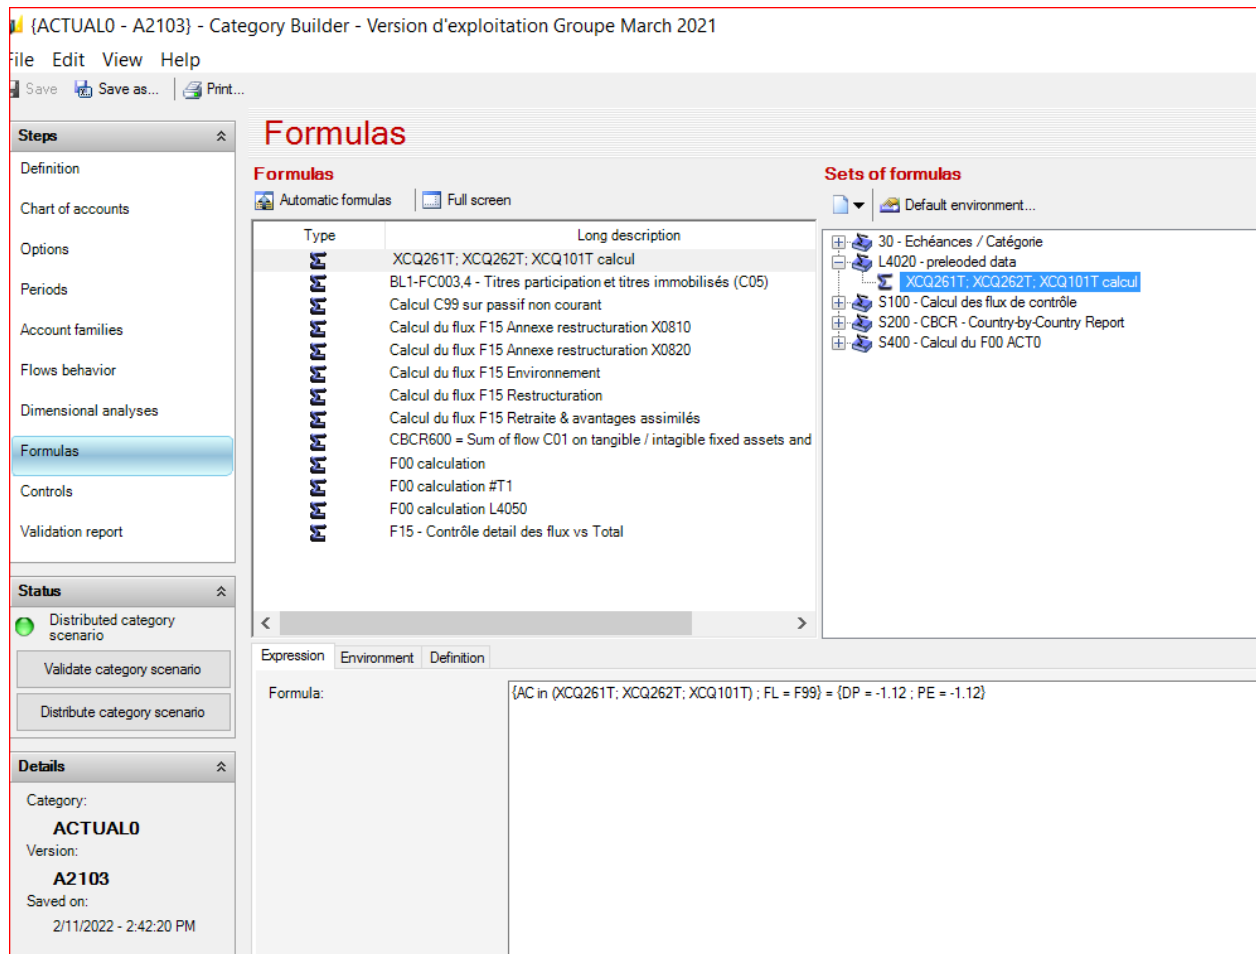 {ACTUAL0 - A2103} - Category Builder - Version d'exploitation Groupe March 2021
File Edit View Help
Save Save as... Print...
Steps
Definition
Chart of accounts
Options
Periods
Account families
Flows behavior
Dimensional analyses
Formulas
Controls
Validation report
Status
Distributed category
scenario
Validate category scenario
Distribute category scenario
Details
Category:
ACTUAL0
Version:
A2103
Saved on:
2/11/2022 - 2:42:20 PM
Formulas
Formulas
Automatic formulas Full screen
Type Long description
XCQ261T; XCQ262T; XCQ101T calcul
BL1-FC003,4 - Titres participation et titres immobilisés (C05)
Calcul C99 sur passif non courant
Calcul du flux F15 Annexe restructuration X0810
Calcul du flux F15 Annexe restructuration X0820
Calcul du flux F15 Environnement
Calcul du flux F15 Restructuration
Calcul du flux F15 Retraite & avantages assimilés
CBCR600 = Sum of flow C01 on tangible / intagible fixed assets and
F00 calculation
F00 calculation #T1
F00 calculation L4050
F15 - Contrôle detail des flux vs Total
Sets of formulas
Default environment...
30 - Echéances / Catégorie
L4020 - preleoded data
XCQ261T; XCQ262T; XCQ101T calcul
S100 - Calcul des flux de contrôle
S200 - CBCR - Country-by-Country Report
S400 - Calcul du F00 ACT0
Expression Environment Definition
Formula:
{AC in (XCQ261T; XCQ262T; XCQ101T) ; FL = F99} = {DP = -1.12 ; PE = -1.12}